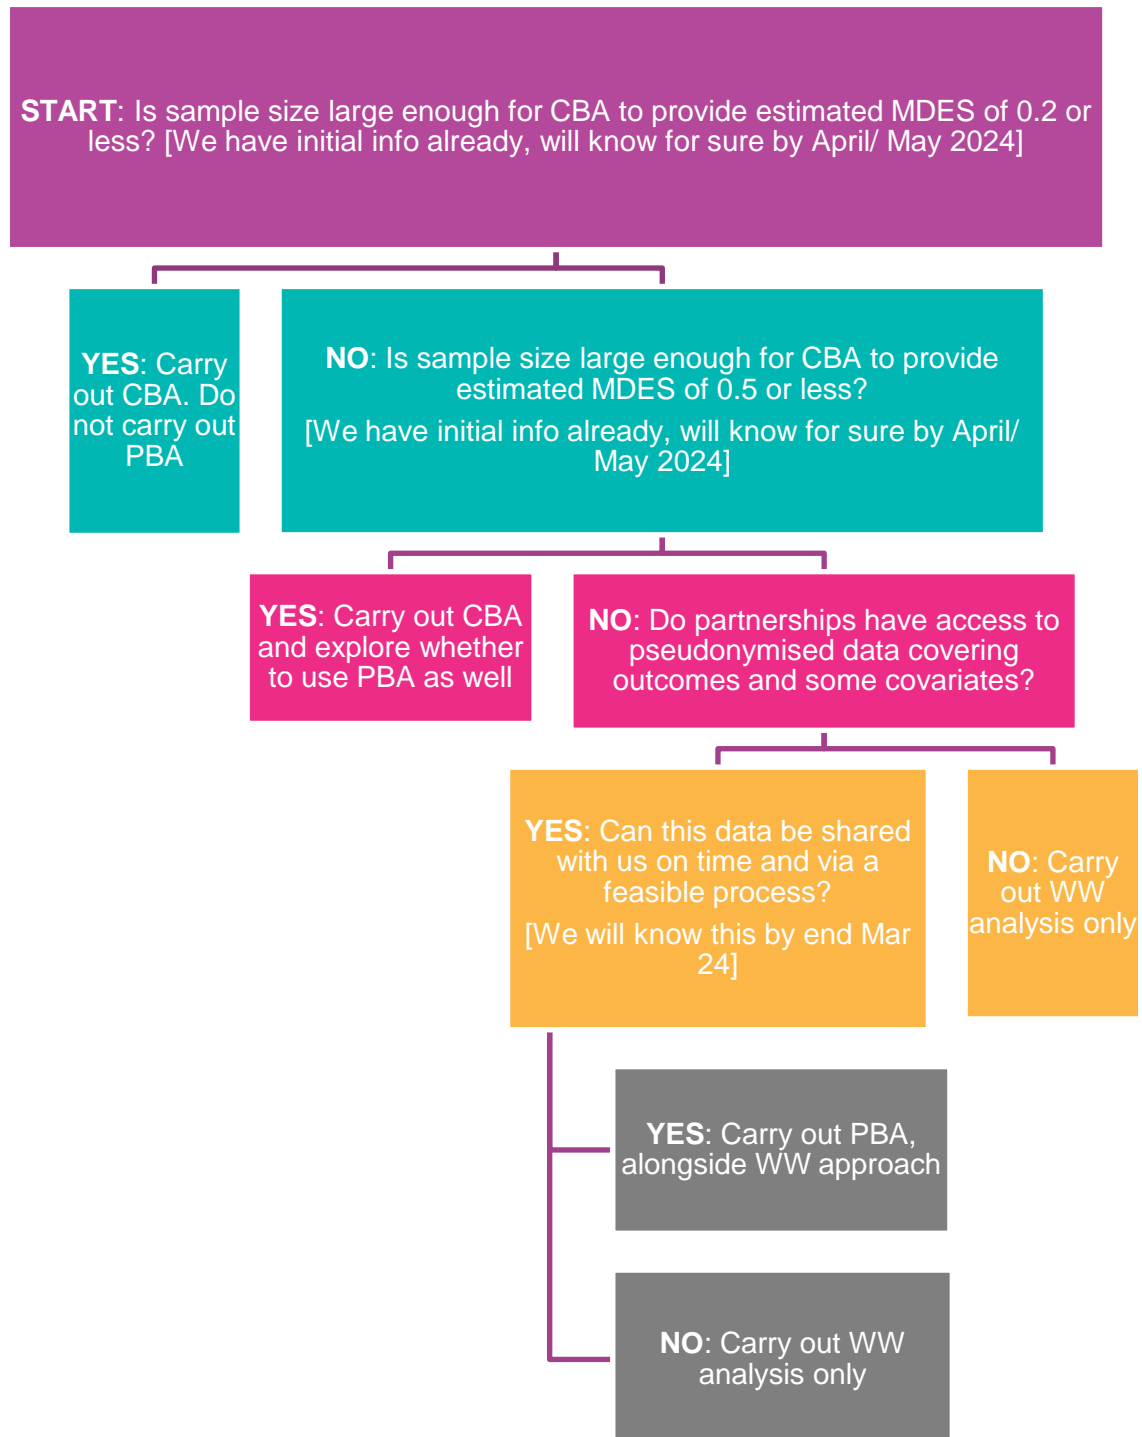 START: Is sample size large enough for CBA to provide estimated MDES of 0.2 or
less? [We have initial info already, will know for sure by April/ May 2024]
YES: Carry
out CBA. Do
not carry out
PBA
NO: Is sample size large enough for CBA to provide
estimated MDES of 0.5 or less?
[We have initial info already, will know for sure by April/
May 2024]
YES: Carry out CBA
and explore whether
to use PBA as well
NO: Do partnerships have access to
pseudonymised data covering
outcomes and some covariates?
YES: Can this data be shared
with us on time and via a
feasible process?
[We will know this by end Mar
24]
NO: Carry
out WW
analysis only
YES: Carry out PBA,
alongside WW approach
NO: Carry out WW
analysis only